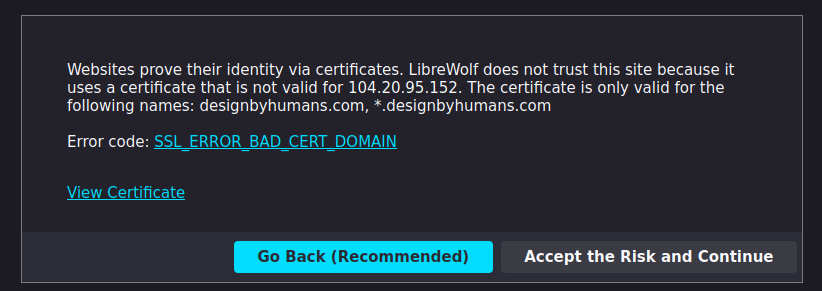 Websites prove their identity via certificates. LibreWolf does not trust this site because it
uses a certificate that is not valid for 104.20.95.152. The certificate is only valid for the
following names: designbyhumans.com, *.designbyhumans.com
Error code: SSL_ERROR_BAD_CERT_DOMAIN
View Certificate
Go Back (Recommended)
Accept the Risk and Continue